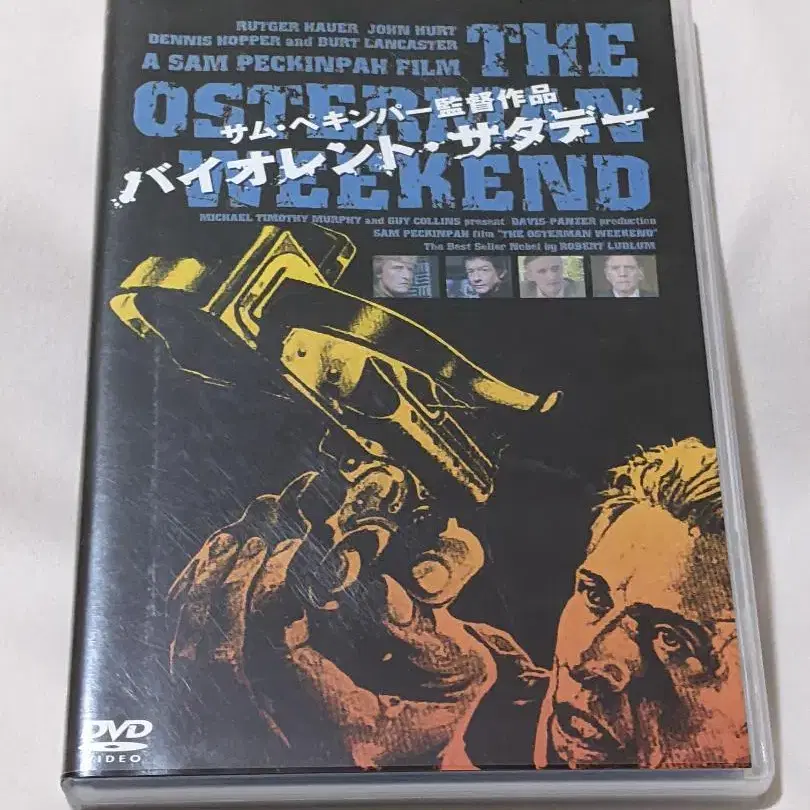 RUTGER HAUER JOHN HURT
DENNIS HOPPER and BURT LANCASTER
A SAM PECKINPAH FILM
THE
OSTERMAN
WEEKEND
サム・ペキンパー監督作品
バイオレント・サタデー
MICHAEL TIMOTHY MURPHY and GUY COLLINS present DAVIS-PANZER production
SAM PECKINPAH film "THE OSTERMAN WEEKEND"
The Best Seller Nobel by ROBERT LUDLUM
DVD
VIDEO